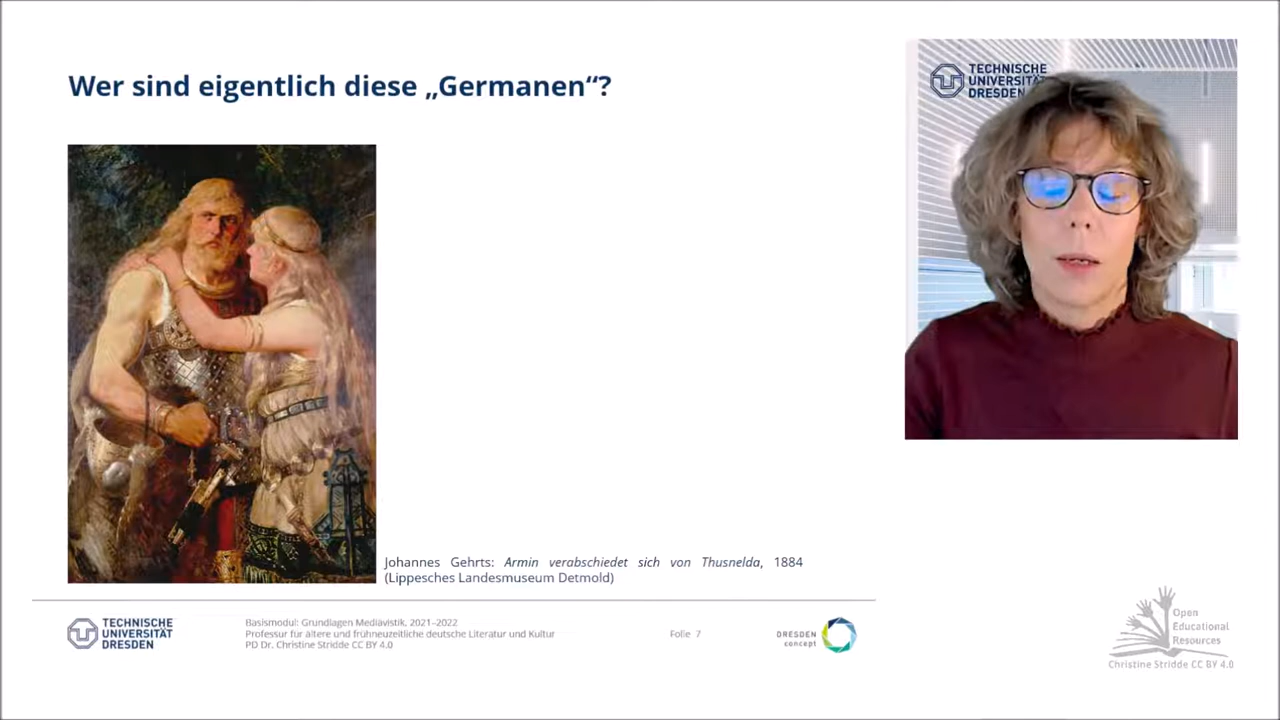 Wer sind eigentlich diese „Germanen“?
TECHNISCHE
UNIVERSITÄT
DRESDEN
Johannes Gehrts: Armin verabschiedet sich von Thusnelda, 1884
(Lippesches Landesmuseum Detmold)
TECHNISCHE
UNIVERSITÄT
DRESDEN
Basismodul: Grundlagen Mediävistik, 2021–2022
Professur für ältere und frühneuzeitliche deutsche Literatur und Kultur
PD Dr. Christine Stridde CC BY 4.0
Folie 7
DRESDEN
concept
Open
Educational
Resources
Christine Stridde CC BY 4.0